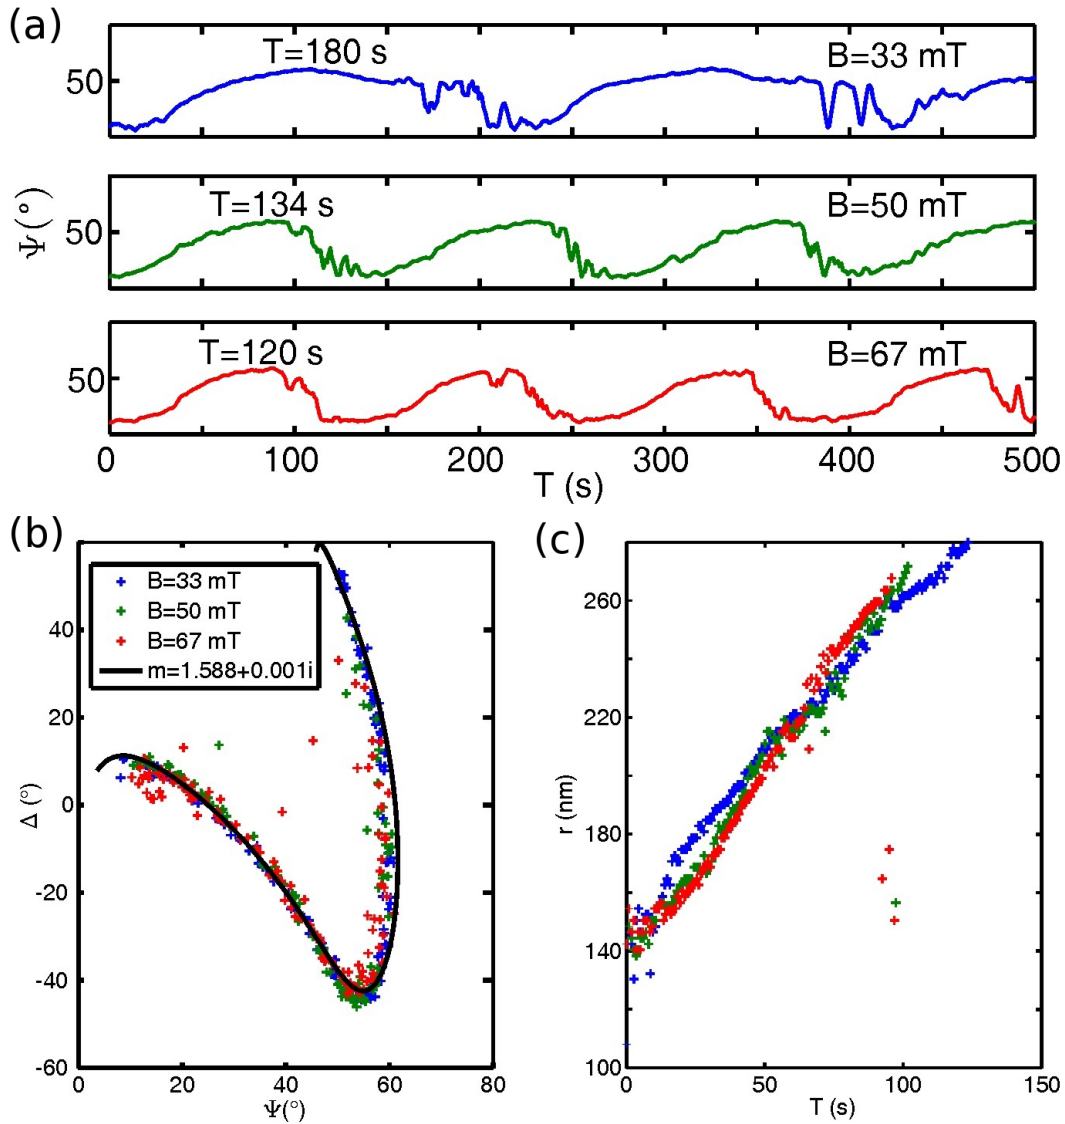 (a)
T=180 s
B=33 mT
50
T=134 s
B=50 mT
50
Ψ(°)
T=120 s
B=67 mT
50
0
100
200
300
400
500
T (s)
(b)
B=33 mT
B=50 mT
B=67 mT
m=1.588+0.001i
40
20
0
-20
-40
-60
Δ (°)
0
20
40
60
80
Ψ(°)
(c)
260
220
180
140
100
r (nm)
0
50
100
150
T (s)